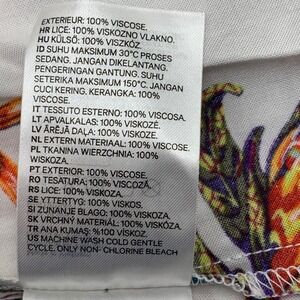 EXTERIEUR: 100% VISCOSE.
HR LICE: 100% VISKOZNO VLAKNO.
HU KÜLSŐ: 100% VISZKÓZ.
ID SUHU MAKSIMUM 30°C PROSES
SEDANG. JANGAN DIKELANTANG.
PENGERINGAN GANTUNG. SUHU
SETERIKA MAKSIMUM 150°C. JANGAN
CUCI KERING. KERANGKA: 100%
VISCOSE.
IT TESSUTO ESTERNO: 100% VISCOSA.
LT APVALKALAS: 100% VISKOZĖ.
LV ĀRĒJĀ DAĻA: 100% VISKOZE.
NL EXTERN MATERIAAL: 100% VISCOSE
PL TKANINA WIERZCHNIA: 100%
WISKOZA.
PT EXTERIOR: 100% VISCOSE.
RO ȚESATURA: 100% VISCOZĂ.
RS LICE: 100% VISKOZA.
SE YTTERTYG: 100% VISKOS.
SI ZUNANJE BLAGO: 100% VISKOZA.
SK VRCHNÝ MATERIÁL: 100% VISKÓZA
TR ANA KUMAŞ: %100 VİSKOZ.
US MACHINE WASH COLD GENTLE
CYCLE. ONLY NON- CHLORINE BLEACH